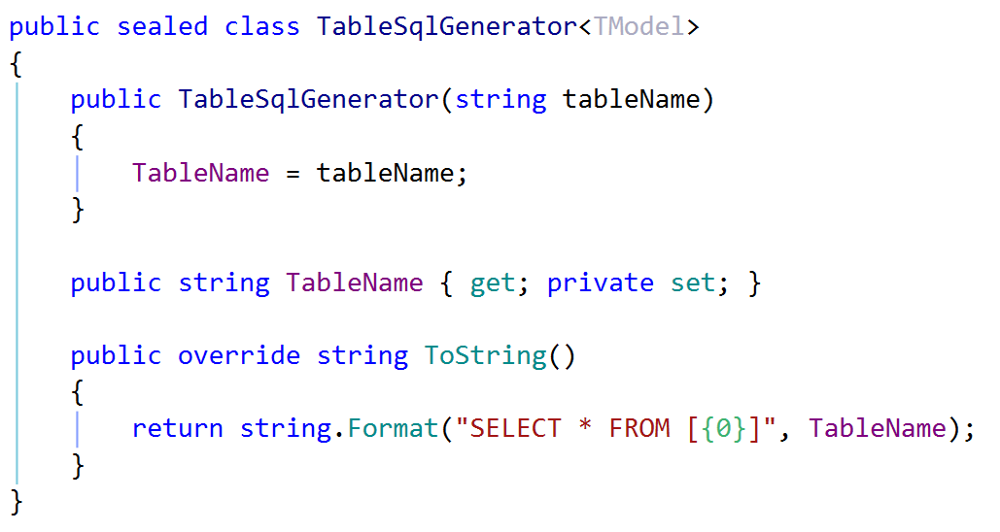 public sealed class TableSqlGenerator<TModel>
{
    public TableSqlGenerator(string tableName)
    {
        TableName = tableName;
    }

    public string TableName { get; private set; }

    public override string ToString()
    {
        return string.Format("SELECT * FROM [{0}]", TableName);
    }
}